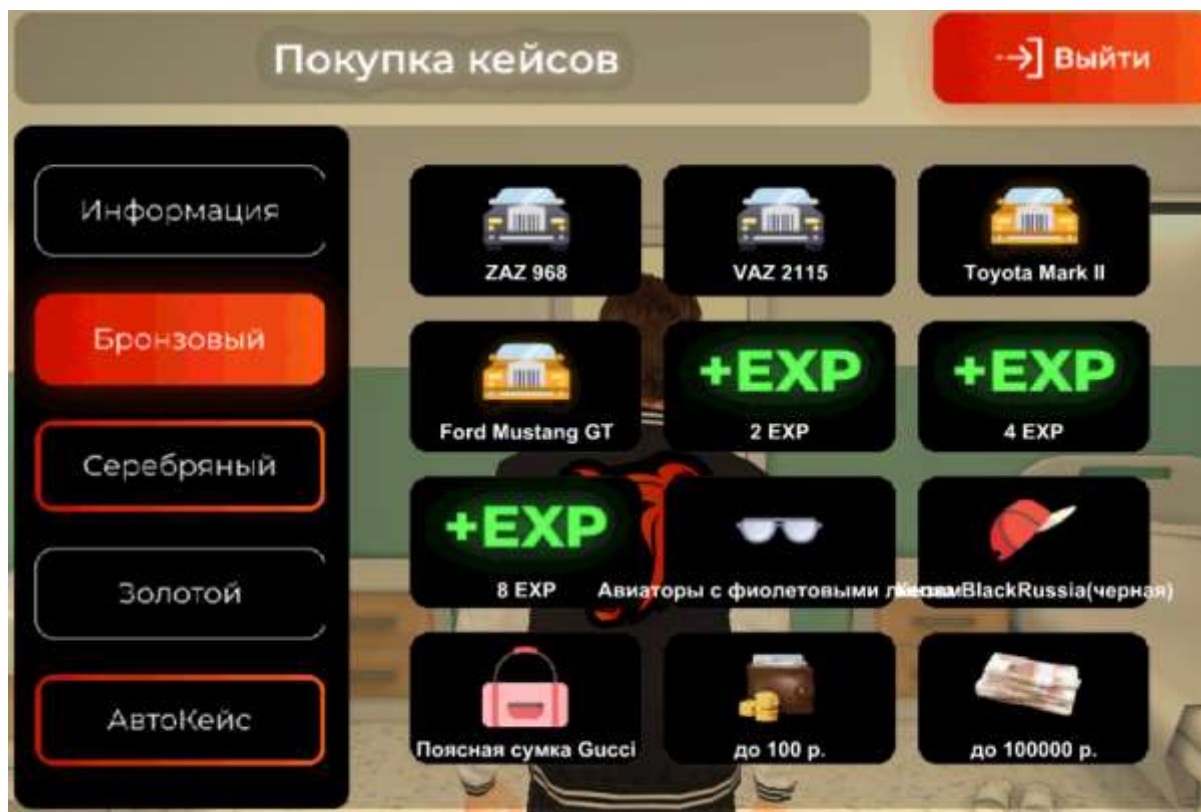 Покупка кейсов
Выйти
Информация
Бронзовый
Серебряный
Золотой
АвтоКейс
ZAZ 968
VAZ 2115
Toyota Mark II
Ford Mustang GT
+EXP
2 EXP
+EXP
4 EXP
+EXP
8 EXP
Авиаторы с фиолетовыми
BlackRussia(черная)
Поясная сумка Gucci
до 100 р.
до 100000 р.